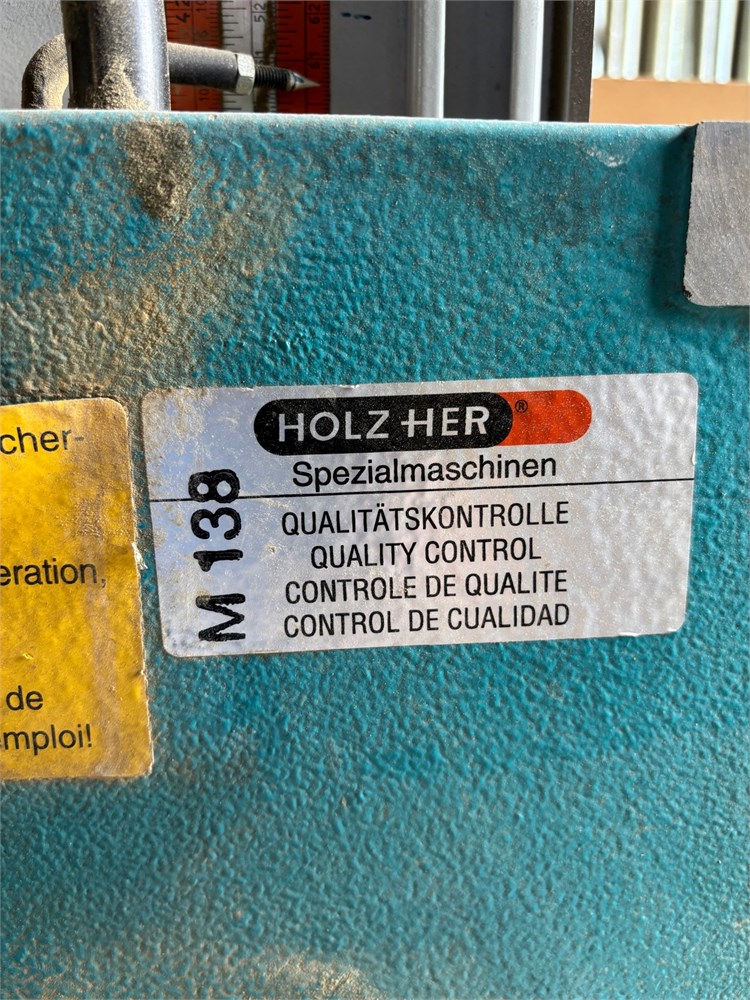 HOLZ-HER®
Spezialmaschinen
QUALITÄTSKONTROLLE
QUALITY CONTROL
CONTROLE DE QUALITE
CONTROL DE CUALIDAD
M 138
cher-
eration,
de
mploi!